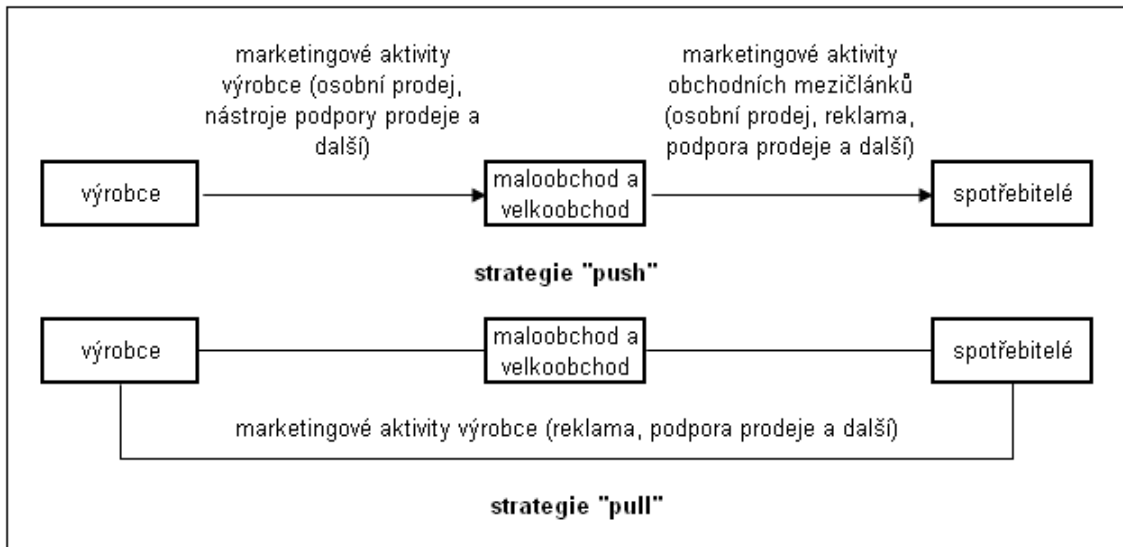 marketingové aktivity
výrobce (osobní prodej,
nástroje podpory prodeje a
další)
marketingové aktivity
obchodních mezičlánků
(osobní prodej, reklama,
podpora prodeje a další)
výrobce
maloobchod a
velkoobchod
spotřebitelé
strategie "push"
výrobce
maloobchod a
velkoobchod
spotřebitelé
marketingové aktivity výrobce (reklama, podpora prodeje a další)
strategie "pull"